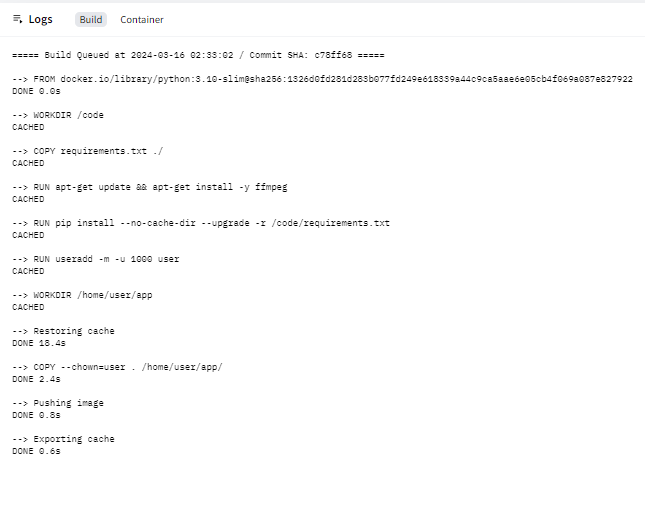 Logs Build Container
===== Build Queued at 2024-03-16 02:33:02 / Commit SHA: c78ff68 =====
--> FROM docker.io/library/python:3.10-slim@sha256:1326d0fd281d283b077fd249e618339a44c9ca5aae6e05cb4f069a087e827922
DONE 0.0s
--> WORKDIR /code
CACHED
--> COPY requirements.txt ./
CACHED
--> RUN apt-get update && apt-get install -y ffmpeg
CACHED
--> RUN pip install --no-cache-dir --upgrade -r /code/requirements.txt
CACHED
--> RUN useradd -m -u 1000 user
CACHED
--> WORKDIR /home/user/app
CACHED
--> Restoring cache
DONE 18.4s
--> COPY --chown=user . /home/user/app/
DONE 2.4s
--> Pushing image
DONE 0.8s
--> Exporting cache
DONE 0.6s